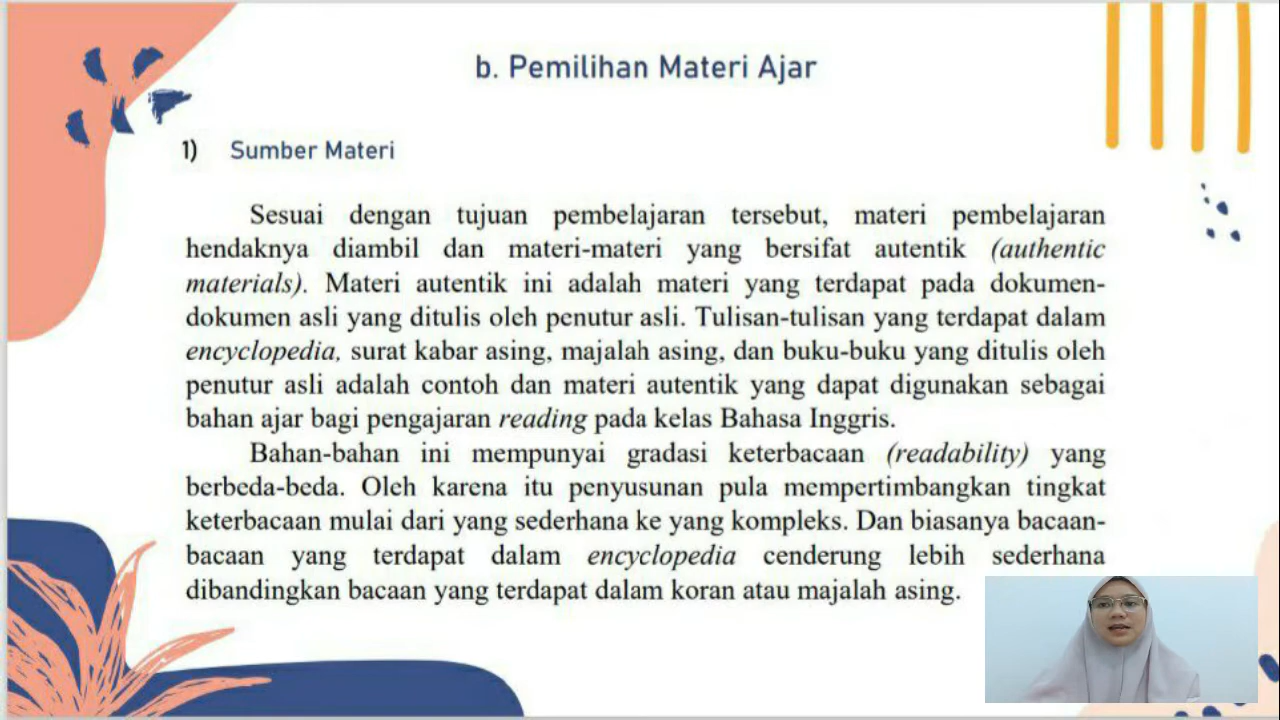 b. Pemilihan Materi Ajar
1) Sumber Materi
Sesuai dengan tujuan pembelajaran tersebut, materi pembelajaran
hendaknya diambil dan materi-materi yang bersifat autentik (authentic
materials). Materi autentik ini adalah materi yang terdapat pada dokumen-
dokumen asli yang ditulis oleh penutur asli. Tulisan-tulisan yang terdapat dalam
encyclopedia, surat kabar asing, majalah asing, dan buku-buku yang ditulis oleh
penutur asli adalah contoh dan materi autentik yang dapat digunakan sebagai
bahan ajar bagi pengajaran reading pada kelas Bahasa Inggris.
Bahan-bahan ini mempunyai gradasi keterbacaan (readability) yang
berbeda-beda. Oleh karena itu penyusunan pula mempertimbangkan tingkat
keterbacaan mulai dari yang sederhana ke yang kompleks. Dan biasanya bacaan-
bacaan yang terdapat dalam encyclopedia cenderung lebih sederhana
dibandingkan bacaan yang terdapat dalam koran atau majalah asing.